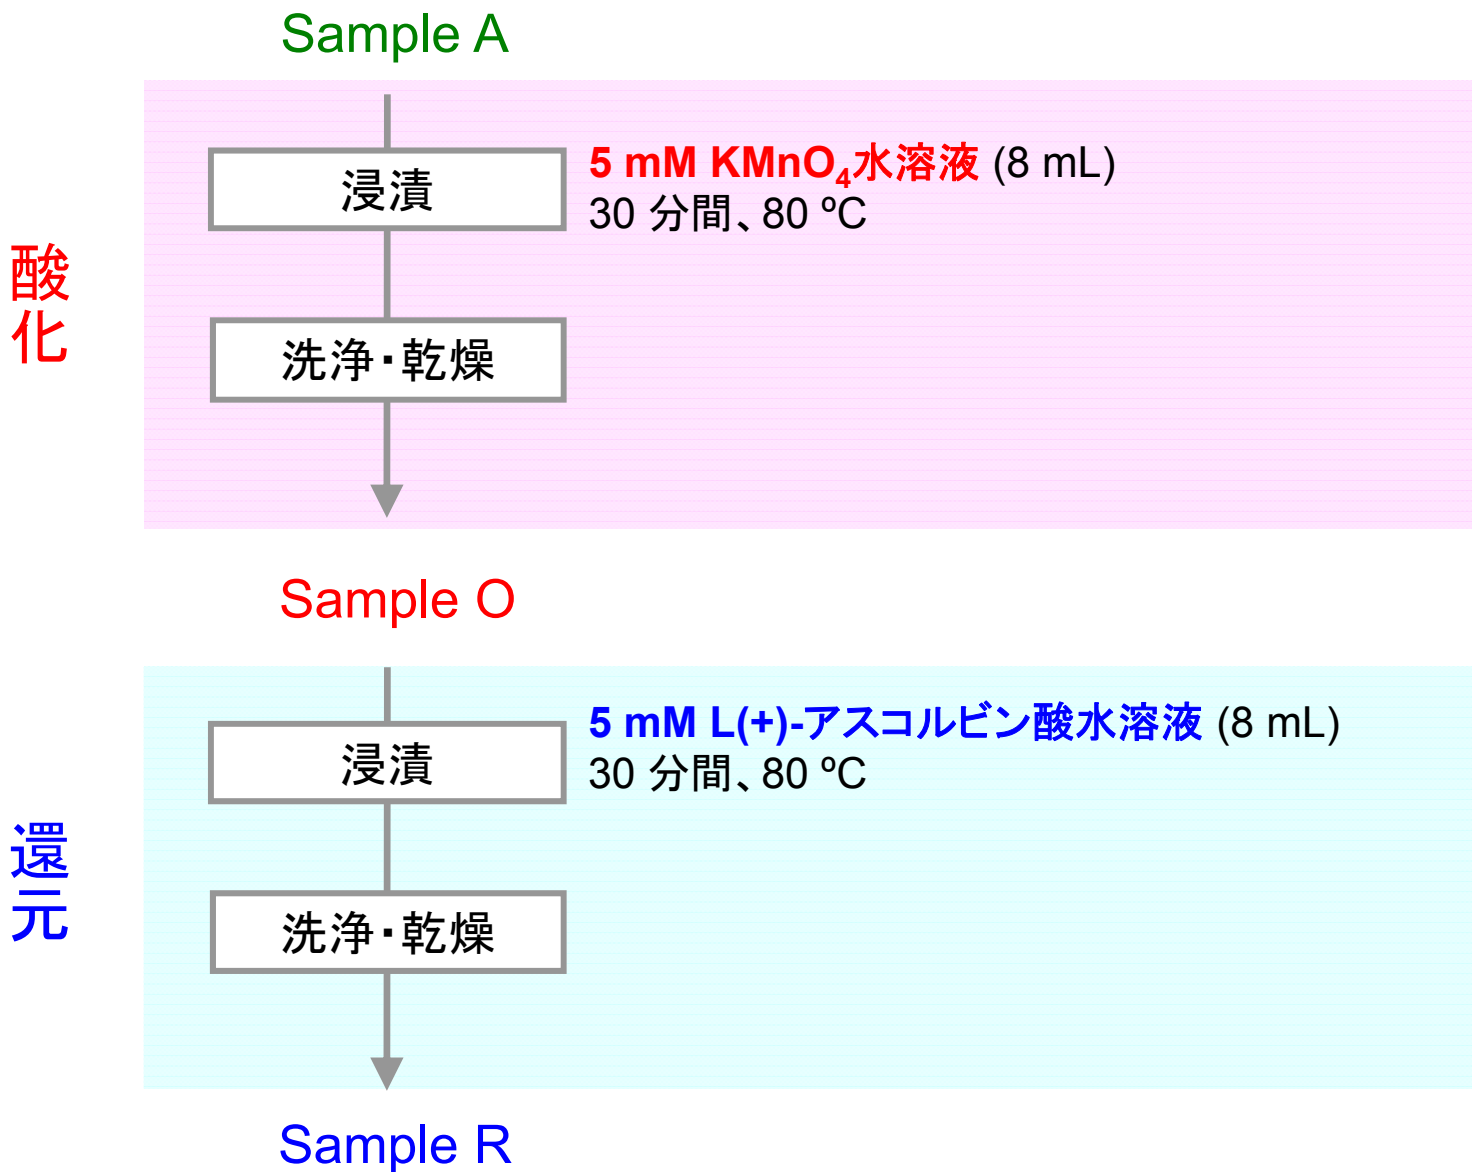 Sample A
酸化
浸漬
5 mM KMnO4水溶液 (8 mL)
30 分間、80 ºC
洗浄・乾燥
Sample O
還元
浸漬
5 mM L(+)-アスコルビン酸水溶液 (8 mL)
30 分間、80 ºC
洗浄・乾燥
Sample R